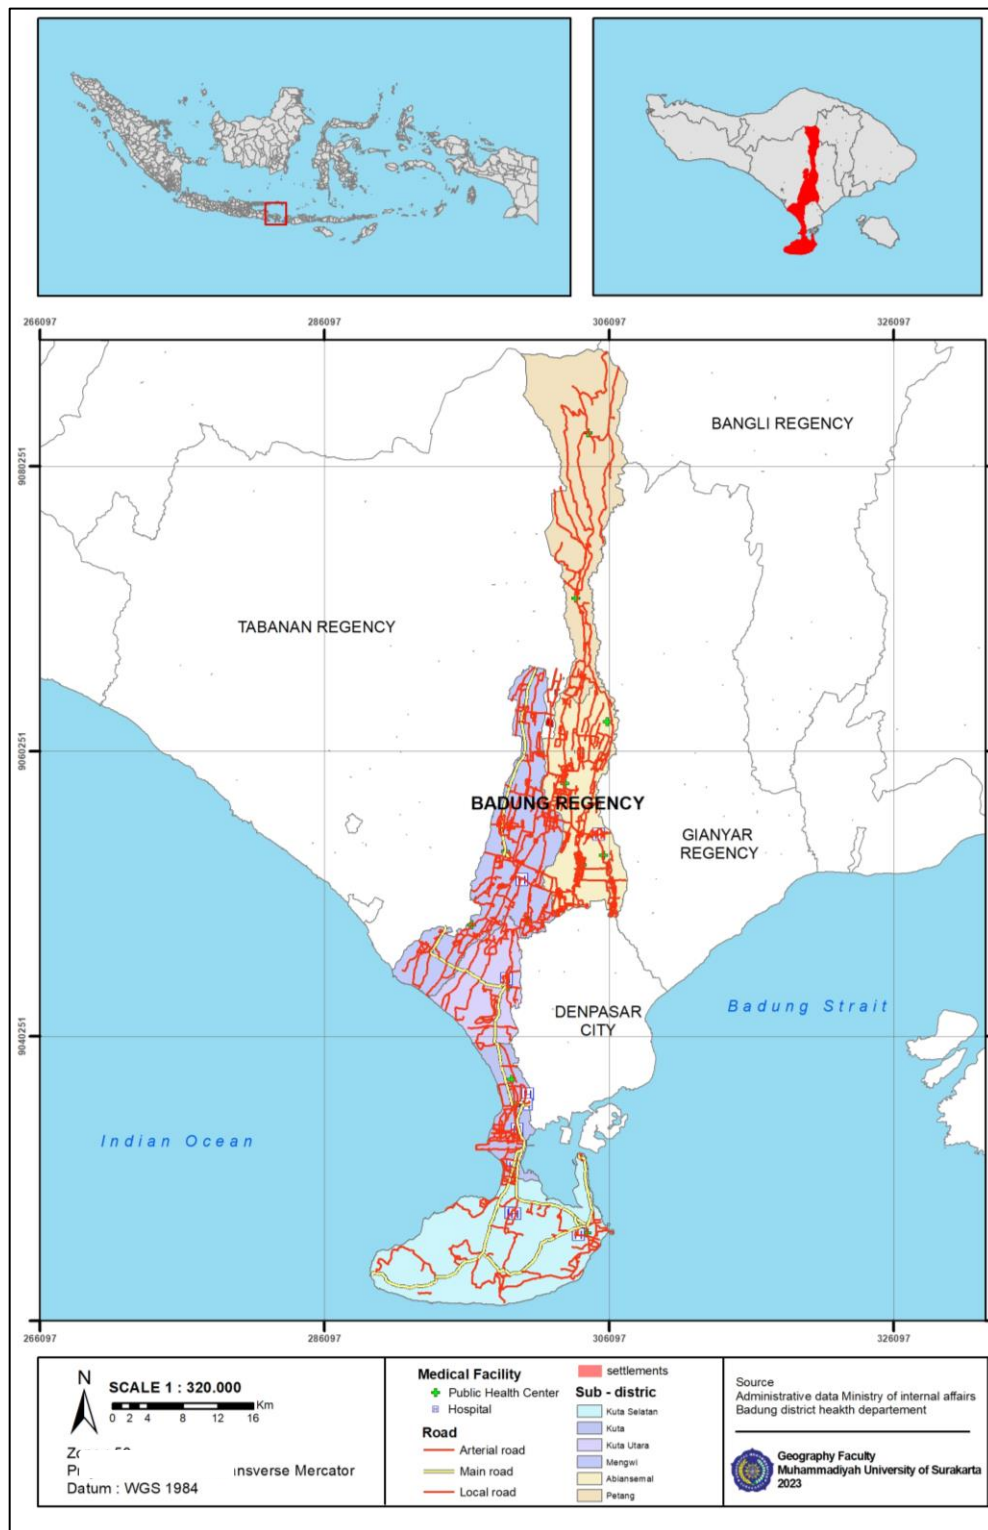 266097 286097 306097 326097
BANGLI REGENCY
9080251
TABANAN REGENCY
9060251
BADUNG REGENCY
GIANYAR
REGENCY
DENPASAR
CITY
Badung Strait
9040251
Indian Ocean
266097 286097 306097 326097
N
SCALE 1 : 320.000
0 2 4 8 12 16 Km
nsverse Mercator
Datum : WGS 1984
Medical Facility
Public Health Center
Hospital
Road
Arterial road
Main road
Local road
settlements
Sub - distric
Kuta Selatan
Kuta
Kuta Utara
Mengwi
Abiansemal
Petang
Source
Administrative data Ministry of internal affairs
Badung district heakth departement
Geography Faculty
Muhammadiyah University of Surakarta
2023